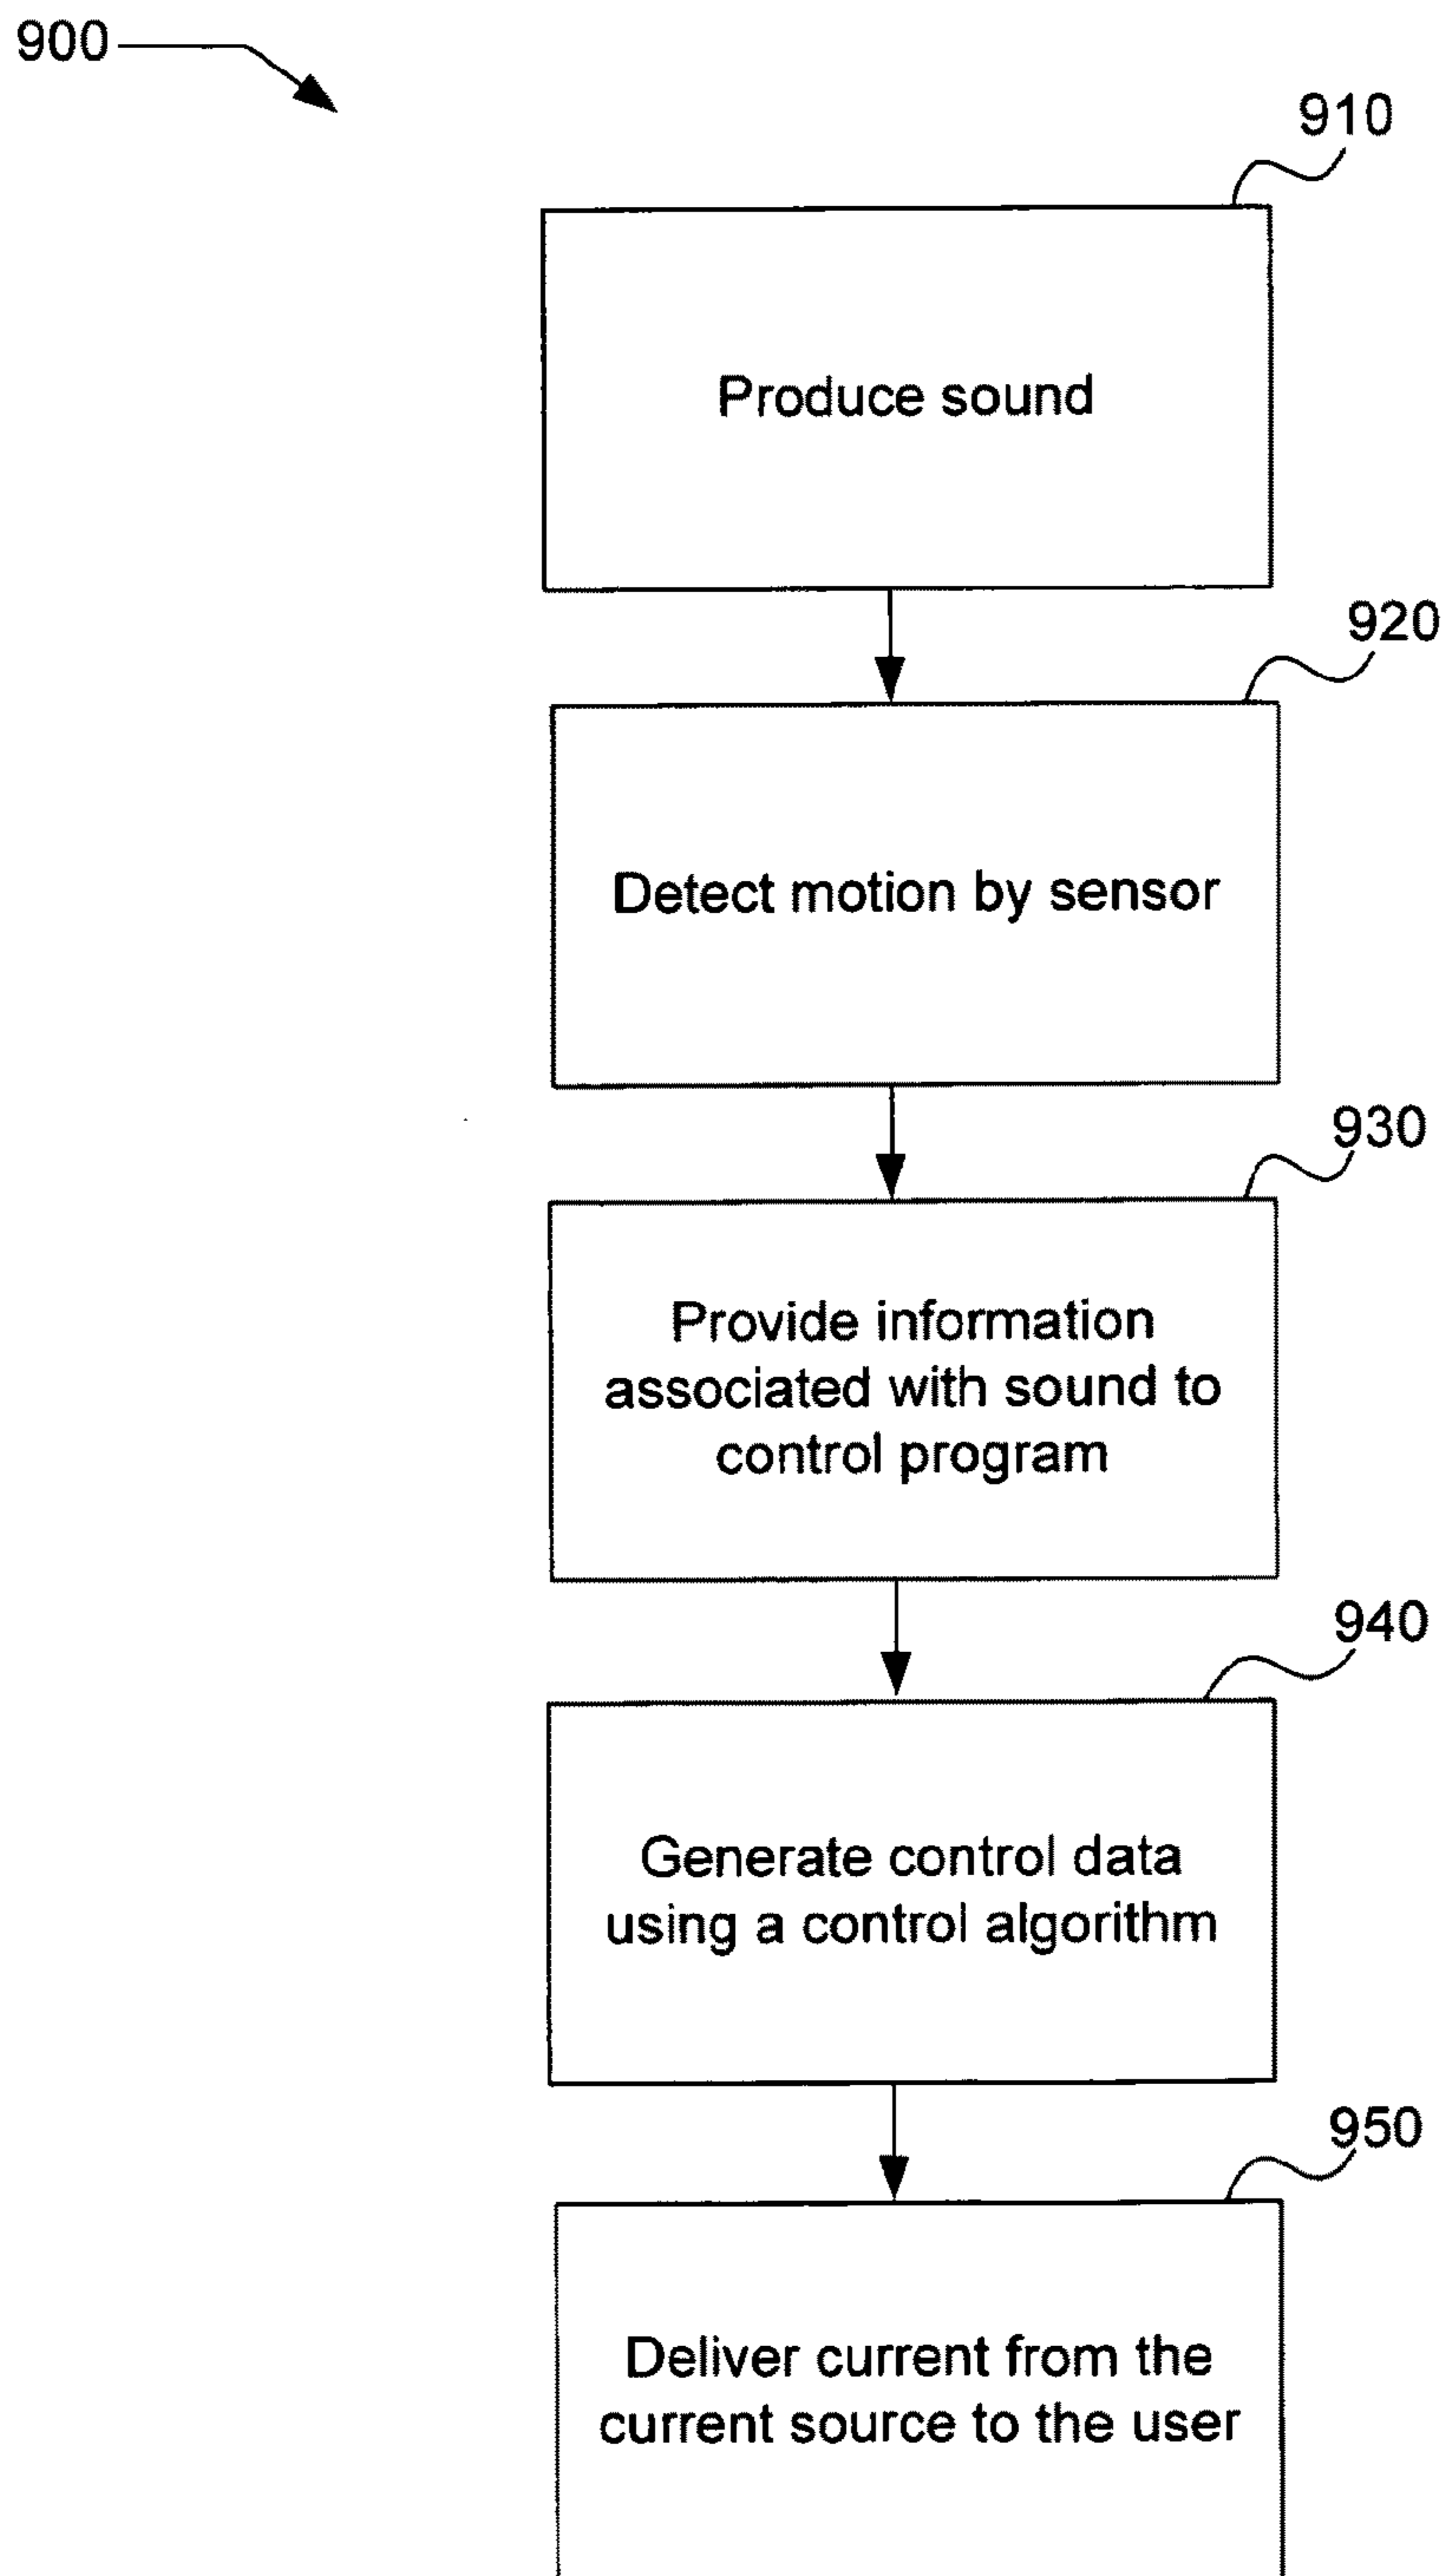 900
910
Produce sound
920
Detect motion by sensor
930
Provide information
associated with sound to
control program
940
Generate control data
using a control algorithm
950
Deliver current from the
current source to the user